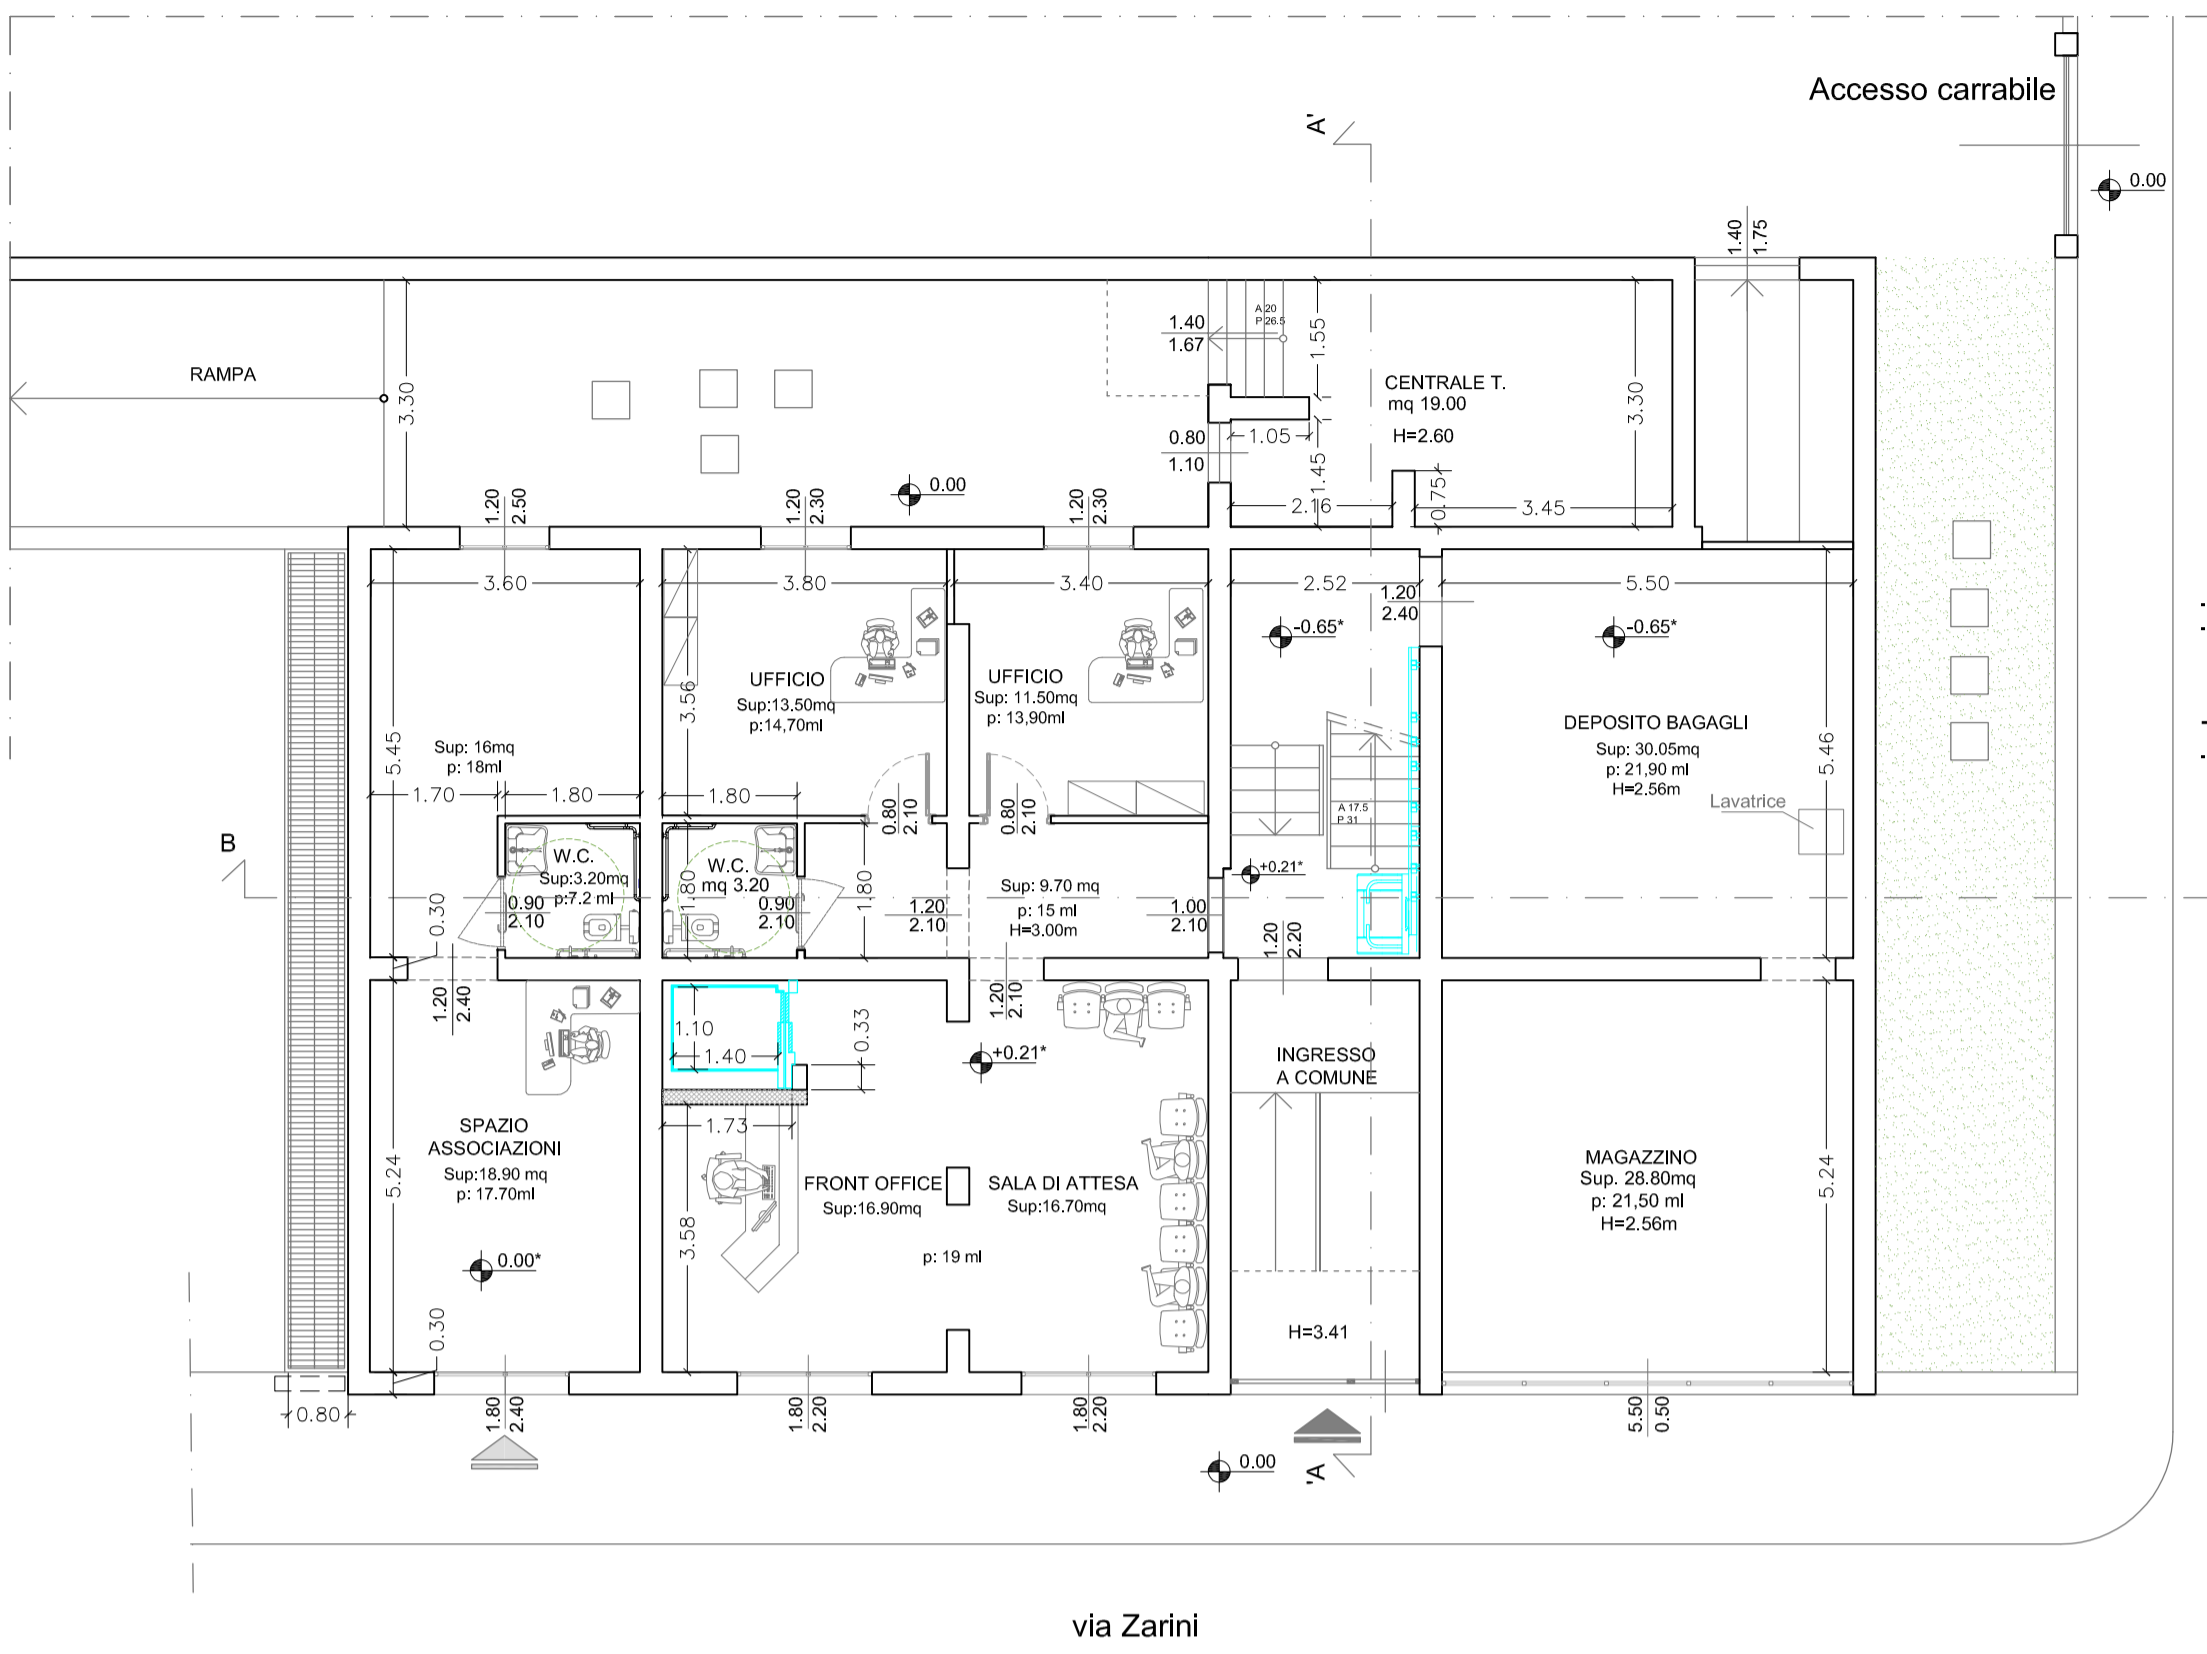 Accesso carrabile
A'
0.00
1.40
1.75
RAMPA
3.30
1.40
1.67
A 20
P 26.5
1.55
CENTRALE T.
mq 19.00
H=2.60
3.30
0.80
1.10
1.05
1.45
2.16
0.75
3.45
0.00
1.20
2.50
1.20
2.30
1.20
2.30
3.60
3.80
3.40
2.52
5.50
1.20
2.40
-0.65*
-0.65*
UFFICIO
Sup:13.50mq
p:14,70ml
3.56
UFFICIO
Sup: 11.50mq
p: 13,90ml
DEPOSITO BAGAGLI
Sup: 30.05mq
p: 21,90 ml
H=2.56m
5.46
Lavatrice
5.45
Sup: 16mq
p: 18ml
1.70
1.80
1.80
0.80
2.10
0.80
2.10
A 17.5
P 31
B
W.C.
Sup:3.20mq
p:7.2 ml
0.90
2.10
W.C.
mq 3.20
1.80
0.90
2.10
1.80
1.20
2.10
Sup: 9.70 mq
p: 15 ml
H=3.00m
1.00
2.10
+0.21*
1.20
2.20
0.30
1.20
2.40
1.10
1.40
0.33
1.20
2.10
+0.21*
INGRESSO
A COMUNE
SPAZIO
ASSOCIAZIONI
Sup:18.90 mq
p: 17.70ml
5.24
1.73
FRONT OFFICE
Sup:16.90mq
SALA DI ATTESA
Sup:16.70mq
3.58
p: 19 ml
MAGAZZINO
Sup. 28.80mq
p: 21,50 ml
H=2.56m
5.24
0.00*
0.30
H=3.41
0.80
1.80
2.40
1.80
2.20
1.80
2.20
5.50
0.50
0.00
'A
via Zarini